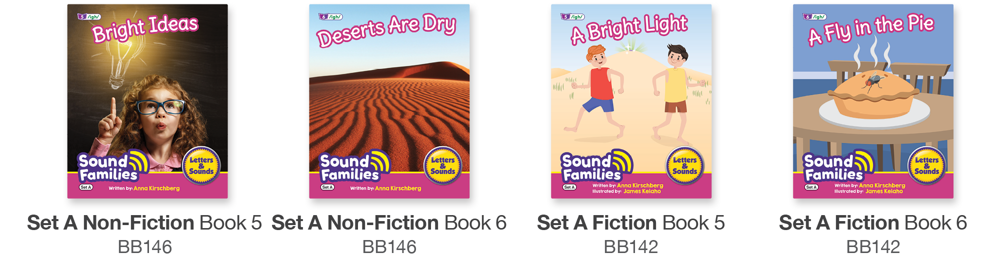 5 /igh/
Bright Ideas
Sound
Families
Set A
Letters
&
Sounds
Written by: Anna Kirschberg
Set A Non-Fiction Book 5
BB146
6 /igh/
Deserts Are Dry
Sound
Families
Set A
Letters
&
Sounds
Written by: Anna Kirschberg
Set A Non-Fiction Book 6
BB146
5 /igh/
A Bright Light
Sound
Families
Set A
Letters
&
Sounds
Written by: Anna Kirschberg
Illustrated by: James Keiaho
Set A Fiction Book 5
BB142
6 /igh/
A Fly in the Pie
Sound
Families
Set A
Letters
&
Sounds
Written by: Anna Kirschberg
Illustrated by: James Keiaho
Set A Fiction Book 6
BB142